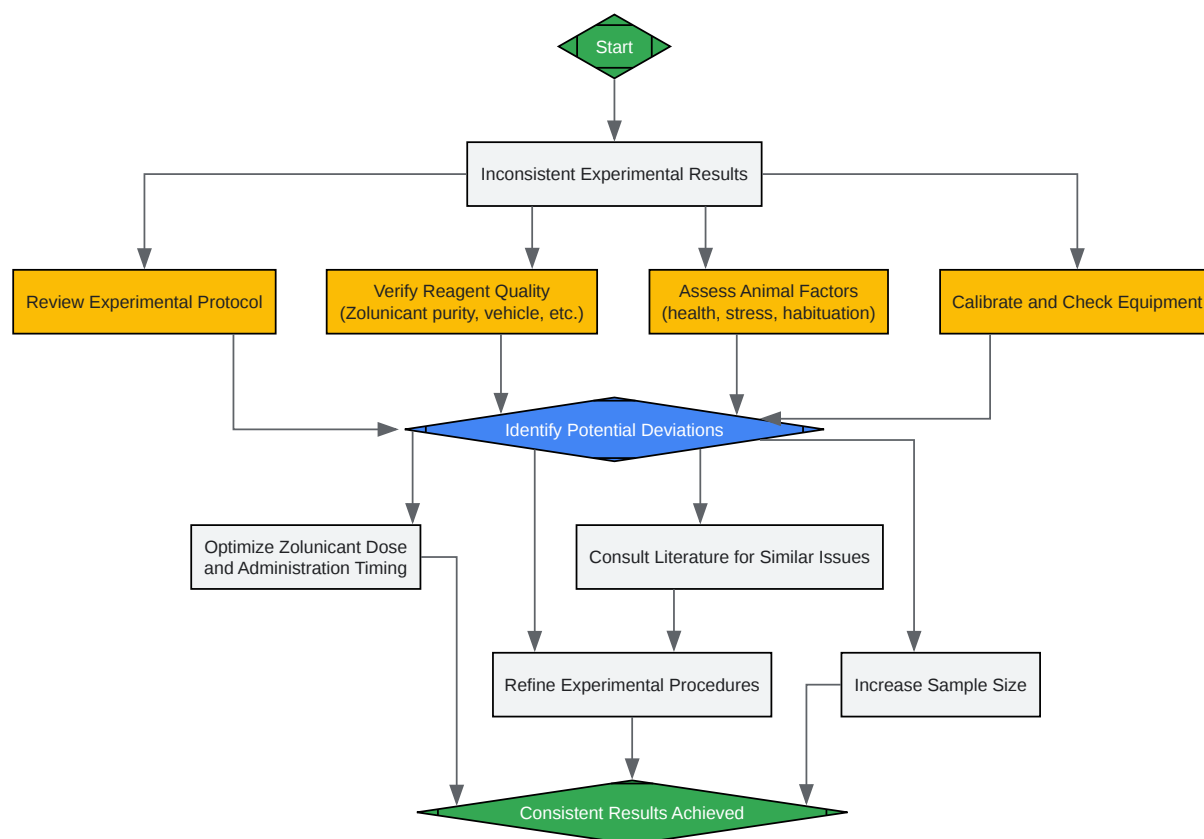 Start
Inconsistent Experimental Results
Review Experimental Protocol
Verify Reagent Quality
(Zolunicant purity, vehicle, etc.)
Assess Animal Factors
(health, stress, habituation)
Calibrate and Check Equipment
Identify Potential Deviations
Optimize Zolunicant Dose
and Administration Timing
Consult Literature for Similar Issues
Refine Experimental Procedures
Increase Sample Size
Consistent Results Achieved